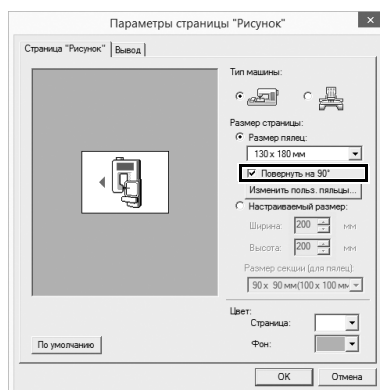 Параметры страницы "Рисунок"
Страница "Рисунок"
Вывод
Тип машины:
Размер страницы:
Размер пялец:
130 x 180 мм
Повернуть на 90°
Изменить польз. пяльцы...
Настраиваемый размер:
Ширина: 200 мм
Высота: 200 мм
Размер секции (для пялец):
90 x 90 мм(100 x 100 мм
Цвет:
Страница:
Фон:
По умолчанию
OK
Отмена